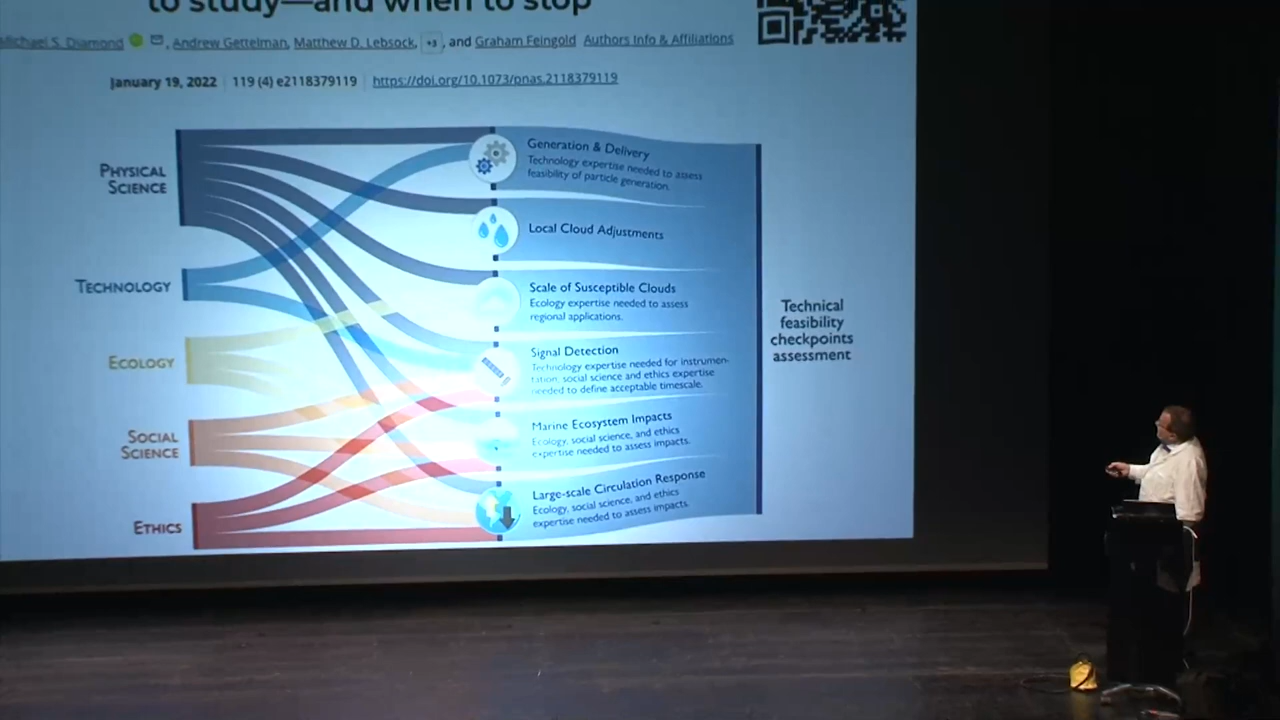 to study—and when to stop
Michael S. Diamond, Andrew Gettelman, Matthew D. Lebsock, +3, and Graham Feingold Authors Info & Affiliations
January 19, 2022 119 (4) e2118379119 https://doi.org/10.1073/pnas.2118379119
PHYSICAL
SCIENCE
TECHNOLOGY
ECOLOGY
SOCIAL
SCIENCE
ETHICS
Generation & Delivery
Technology expertise needed to assess
feasibility of particle generation.
Local Cloud Adjustments
Scale of Susceptible Clouds
Ecology expertise needed to assess
regional applications.
Signal Detection
Technology expertise needed for instrumen-
tation, social science and ethics expertise
needed to define acceptable timescale.
Marine Ecosystem Impacts
Ecology, social science, and ethics
expertise needed to assess impacts.
Large-scale Circulation Response
Ecology, social science, and ethics
expertise needed to assess impacts.
Technical
feasibility
checkpoints
assessment